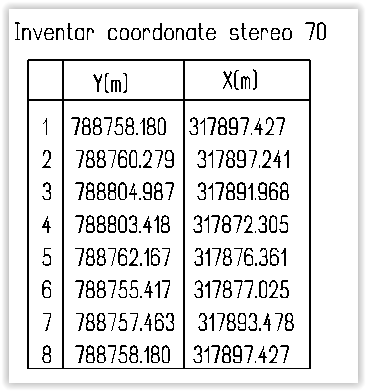 Inventar coordonate stereo 70
Y(m) X(m)
1 788758.180 317897.427
2 788760.279 317897.241
3 788804.987 317891.968
4 788803.418 317872.305
5 788762.167 317876.361
6 788755.417 317877.025
7 788757.463 317893.478
8 788758.180 317897.427